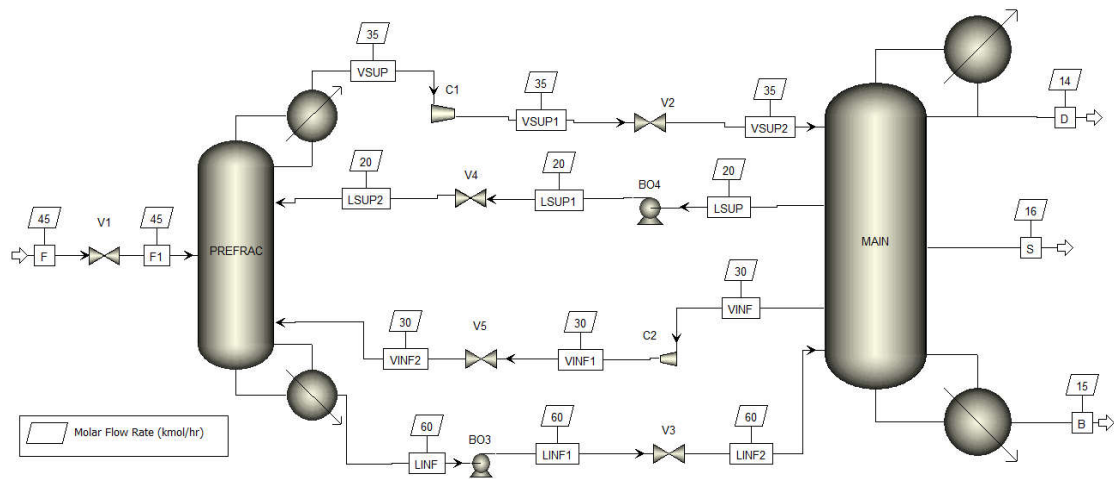 35
VSUP
C1
35
VSUP1
V2
35
VSUP2
14
D
20
LSUP2
V4
20
LSUP1
BO4
20
LSUP
45
F
V1
45
F1
PREFRAC
MAIN
16
S
30
VINF2
V5
30
VINF1
C2
30
VINF
15
B
60
LINF
BO3
60
LINF1
V3
60
LINF2
Molar Flow Rate (kmol/hr)